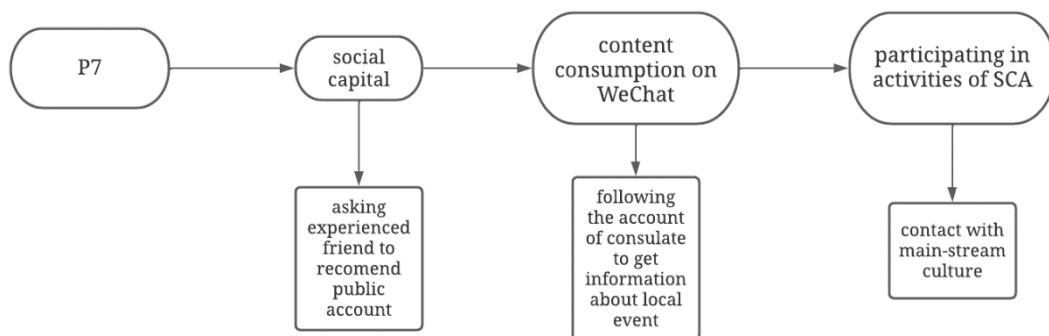 P7
social
capital
content
consumption on
WeChat
participating in
activities of SCA
asking
experienced
friend to
recomend
public
account
following
the account
of consulate
to get
information
about local
event
contact with
main-stream
culture